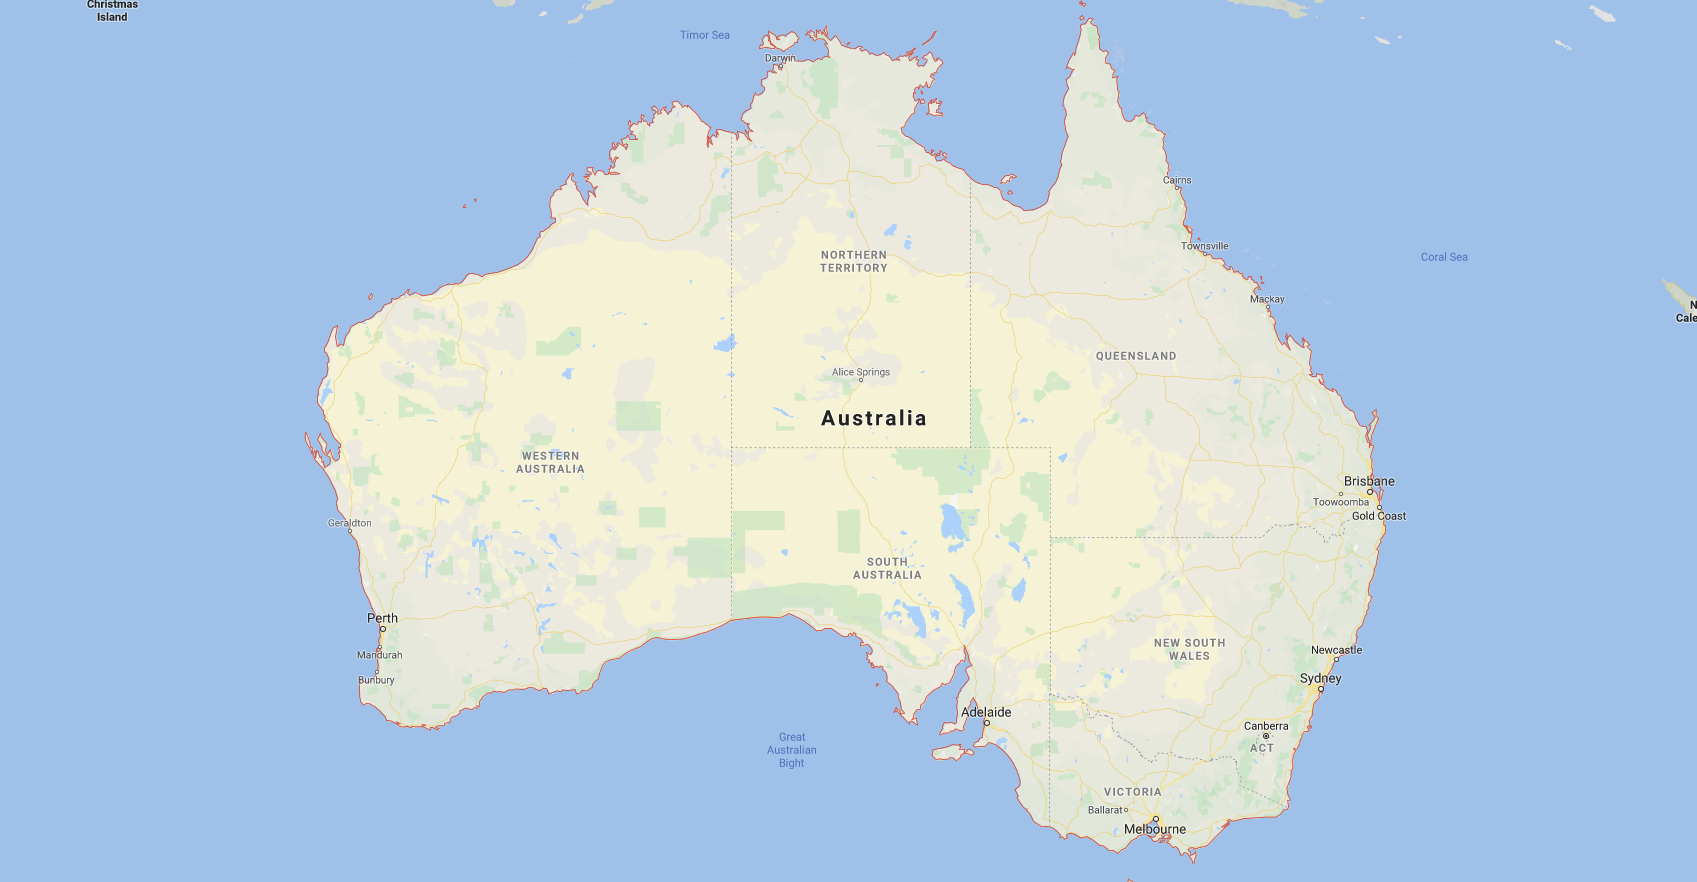 Christmas
Island
Timor Sea
Darwin
Cairns
Townsville
Coral Sea
NORTHERN
TERRITORY
Mackay
N
Cale
QUEENSLAND
Alice Springs
Australia
WESTERN
AUSTRALIA
Brisbane
Toowoomba
Gold Coast
Geraldton
SOUTH
AUSTRALIA
Perth
Mandurah
Bunbury
NEW SOUTH
WALES
Newcastle
Sydney
Adelaide
Canberra
ACT
Great
Australian
Bight
VICTORIA
Ballarat
Melbourne